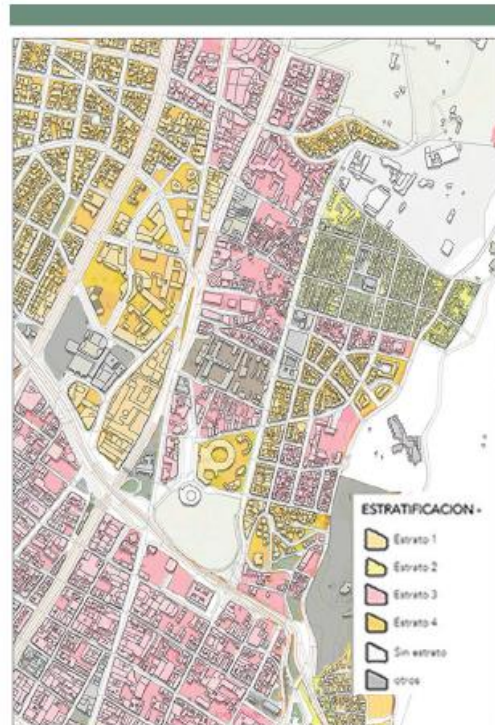 ESTRATIFICACION -
Estrato 1
Estrato 2
Estrato 3
Estrato 4
Sin estrato
otros